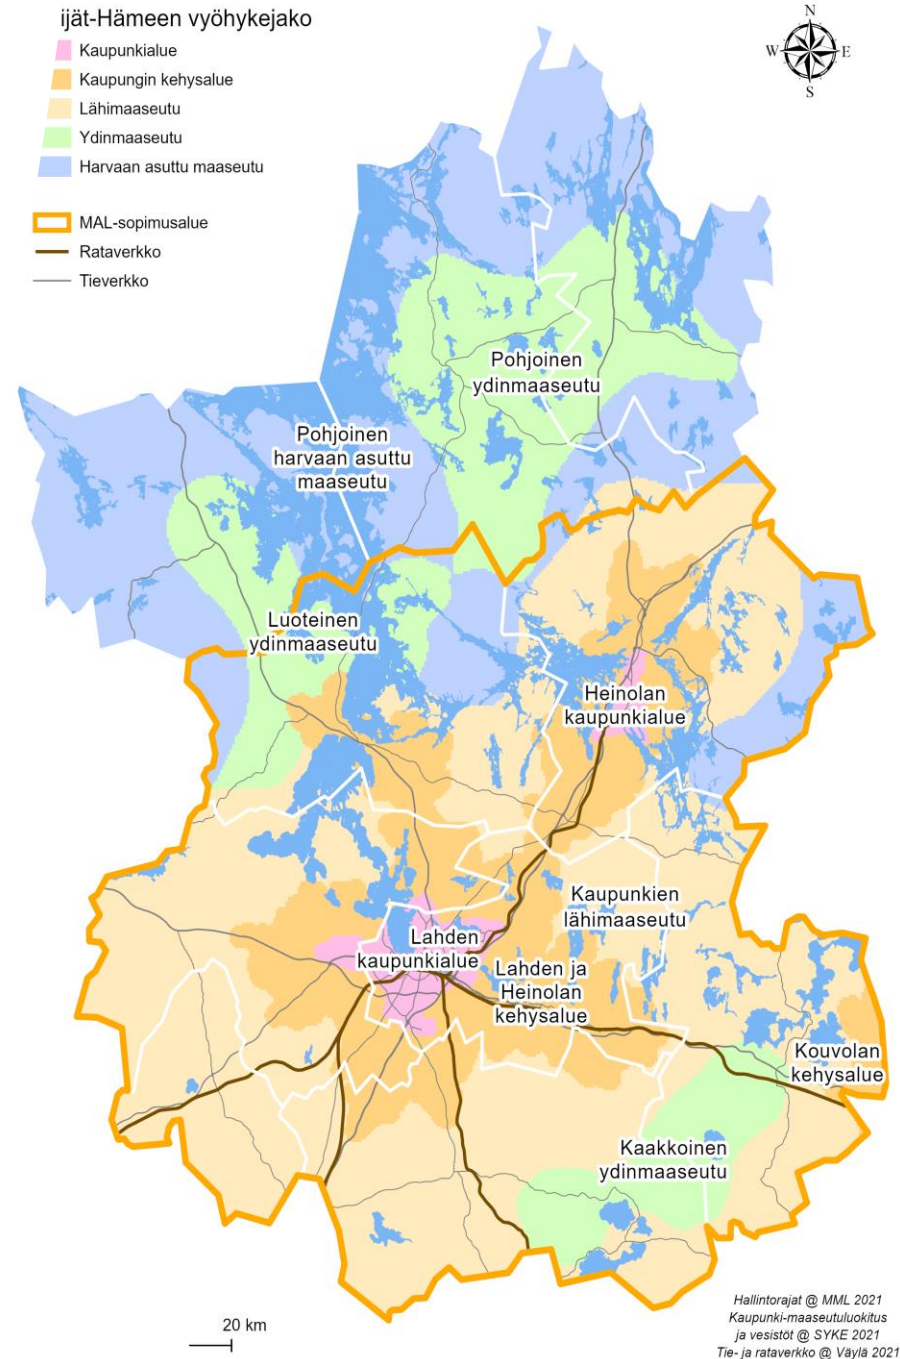 ijät-Hämeen vyöhykejako
Kaupunkialue
Kaupungin kehysalue
Lähimaaseutu
Ydinmaaseutu
Harvaan asuttu maaseutu
MAL-sopimusalue
Rataverkko
Tieverkko
N
W
E
S
Pohjoinen
ydinmaaseutu
Pohjoinen
harvaan asuttu
maaseutu
Luoteinen
ydinmaaseutu
Heinolan
kaupunkialue
Kaupunkien
lähimaaseutu
Lahden
kaupunkialue
Lahden ja
Heinolan
kehysalue
Kouvolan
kehysalue
Kaakkoinen
ydinmaaseutu
20 km
Hallintorajat @ MML 2021
Kaupunki-maaseutuluokitus
ja vesistöt @ SYKE 2021
Tie- ja rataverkko @ Väylä 2021